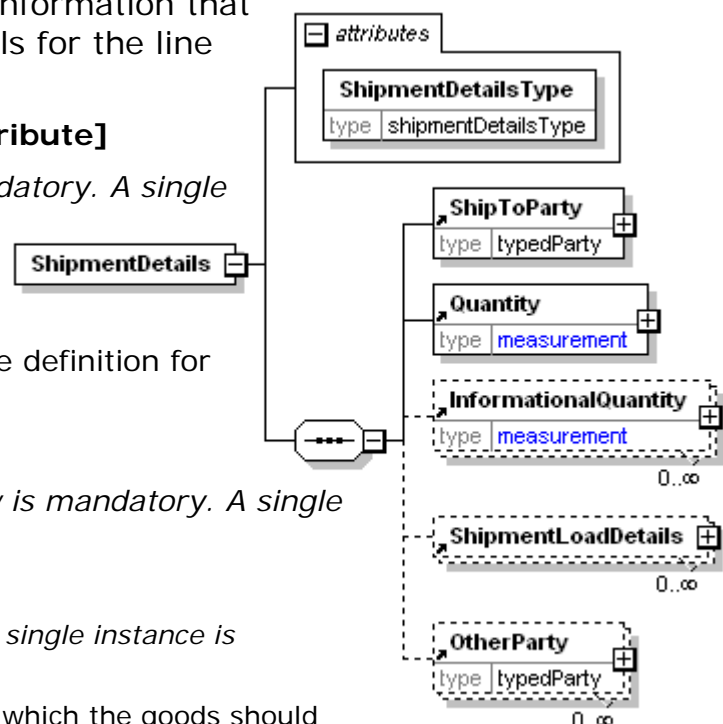 nformation that
ls for the line
ribute]
datory. A single
e definition for
y is mandatory. A single
single instance is
which the goods should
attributes
ShipmentDetailsType
type shipmentDetailsType
ShipmentDetails
ShipToParty
type typedParty
Quantity
type measurement
InformationalQuantity
type measurement
0..∞
ShipmentLoadDetails
0..∞
OtherParty
type typedParty
0..∞